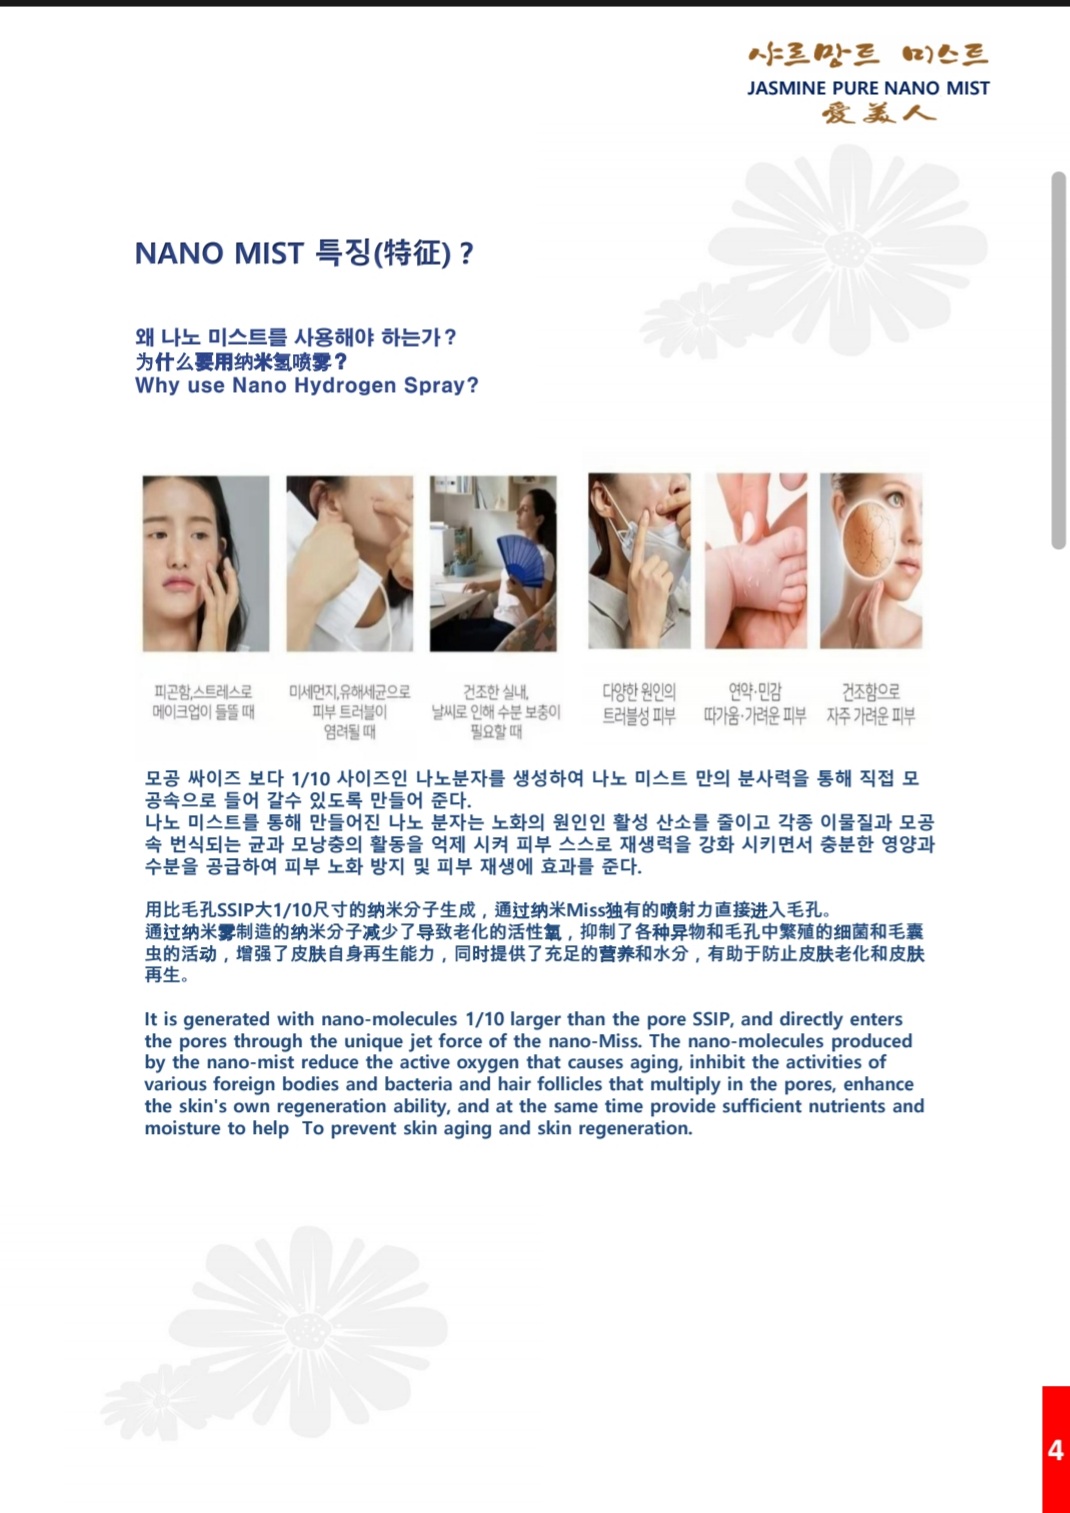 샤르망트 미스트
JASMINE PURE NANO MIST
愛美人
NANO MIST 특징(特征) ?
왜 나노 미스트를 사용해야 하는가?
为什么要用纳米氢喷雾?
Why use Nano Hydrogen Spray?
피곤함,스트레스로
메이크업이 들뜰 때
미세먼지,유해세균으로
피부 트러블이
염려될 때
건조한 실내,
날씨로 인해 수분 보충이
필요할 때
다양한 원인의
트러블성 피부
연약·민감
따가움·가려운 피부
건조함으로
자주 가려운 피부
모공 싸이즈 보다 1/10 사이즈인 나노분자를 생성하여 나노 미스트 만의 분사력을 통해 직접 모
공속으로 들어 갈수 있도록 만들어 준다.
나노 미스트를 통해 만들어진 나노 분자는 노화의 원인인 활성 산소를 줄이고 각종 이물질과 모공
속 번식되는 균과 모낭충의 활동을 억제 시켜 피부 스스로 재생력을 강화 시키면서 충분한 영양과
수분을 공급하여 피부 노화 방지 및 피부 재생에 효과를 준다.
用比毛孔SSIP大1/10尺寸的纳米分子生成，通过纳米Miss独有的喷射力直接进入毛孔。
通过纳米雾制造的纳米分子减少了导致老化的活性氧，抑制了各种异物和毛孔中繁殖的细菌和毛囊
虫的活动，增强了皮肤自身再生能力，同时提供了充足的营养和水分，有助于防止皮肤老化和皮肤
再生。
It is generated with nano-molecules 1/10 larger than the pore SSIP, and directly enters
the pores through the unique jet force of the nano-Miss. The nano-molecules produced
by the nano-mist reduce the active oxygen that causes aging, inhibit the activities of
various foreign bodies and bacteria and hair follicles that multiply in the pores, enhance
the skin's own regeneration ability, and at the same time provide sufficient nutrients and
moisture to help  To prevent skin aging and skin regeneration.
4